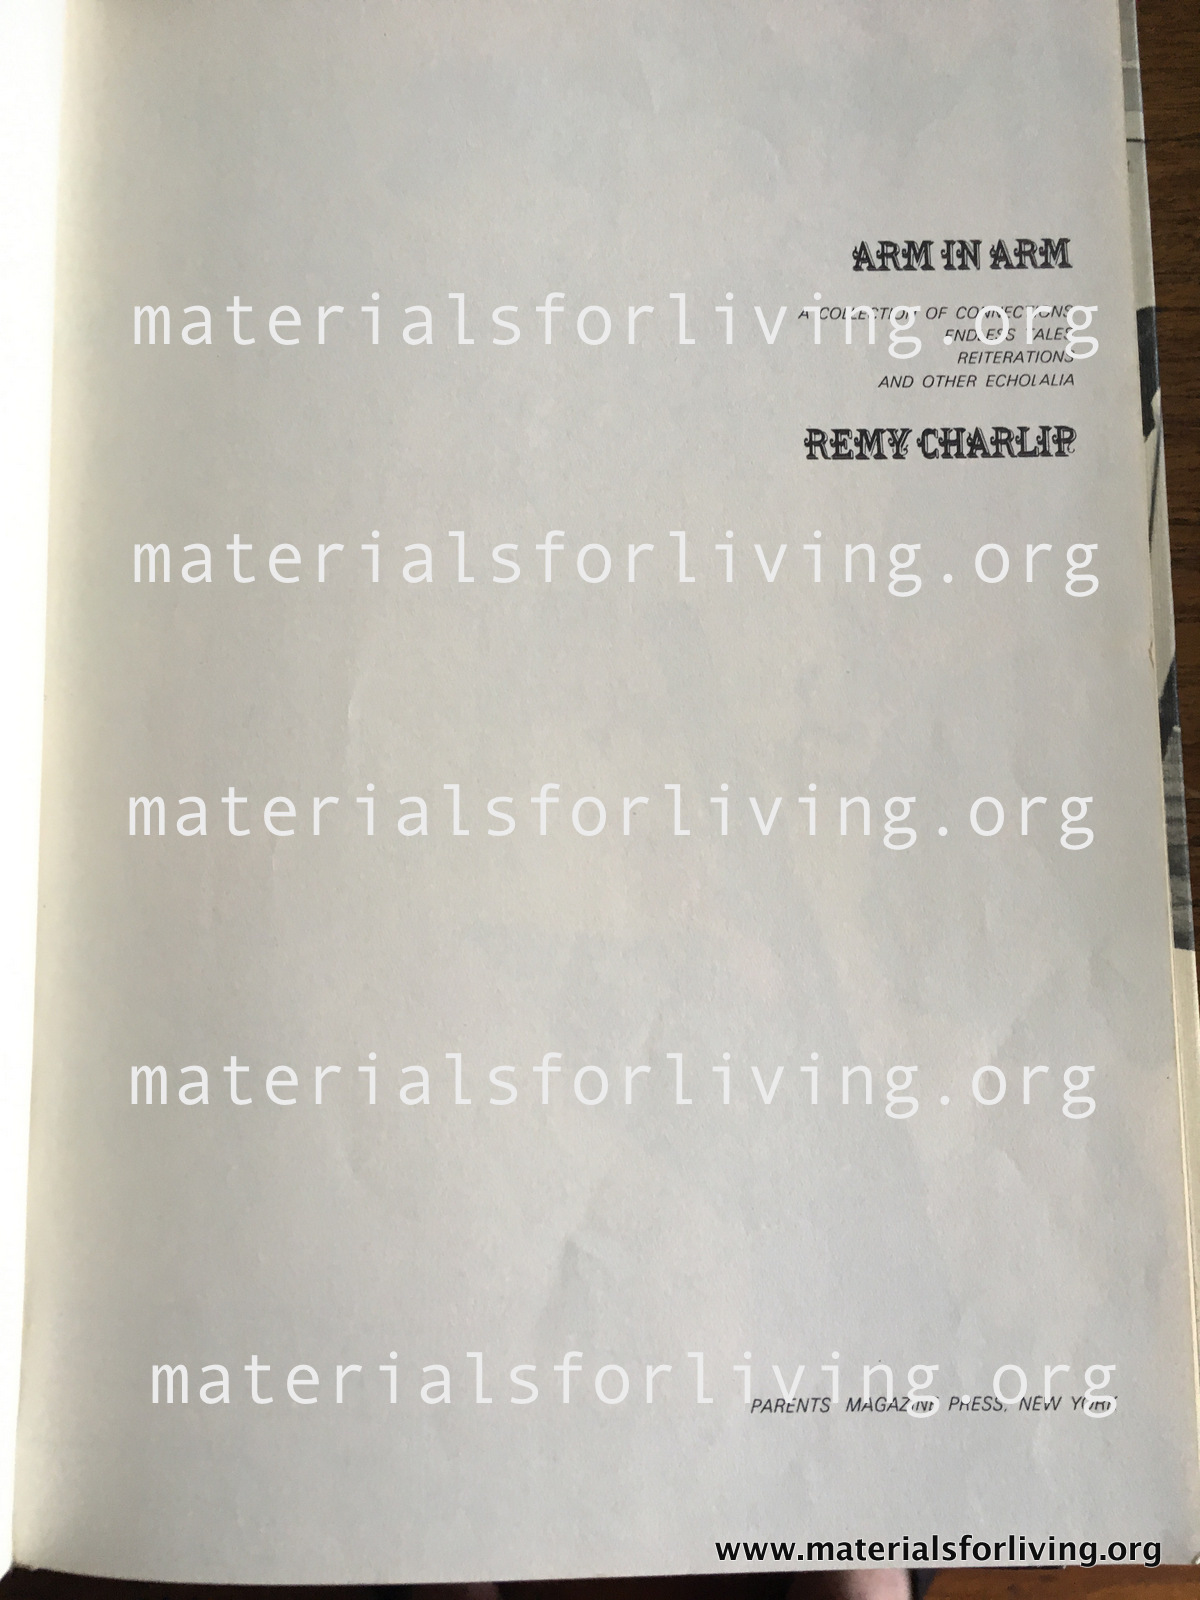 ARM IN ARM
materialsforliving.org
A COLLECTION OF CONNECTIONS
ENDLESS TALES
REITERATIONS
AND OTHER ECHOLALIA
REMY CHARLIP
materialsforliving.org
materialsforliving.org
materialsforliving.org
materialsforliving.org
PARENTS MAGAZINE PRESS, NEW YORK
www.materialsforliving.org